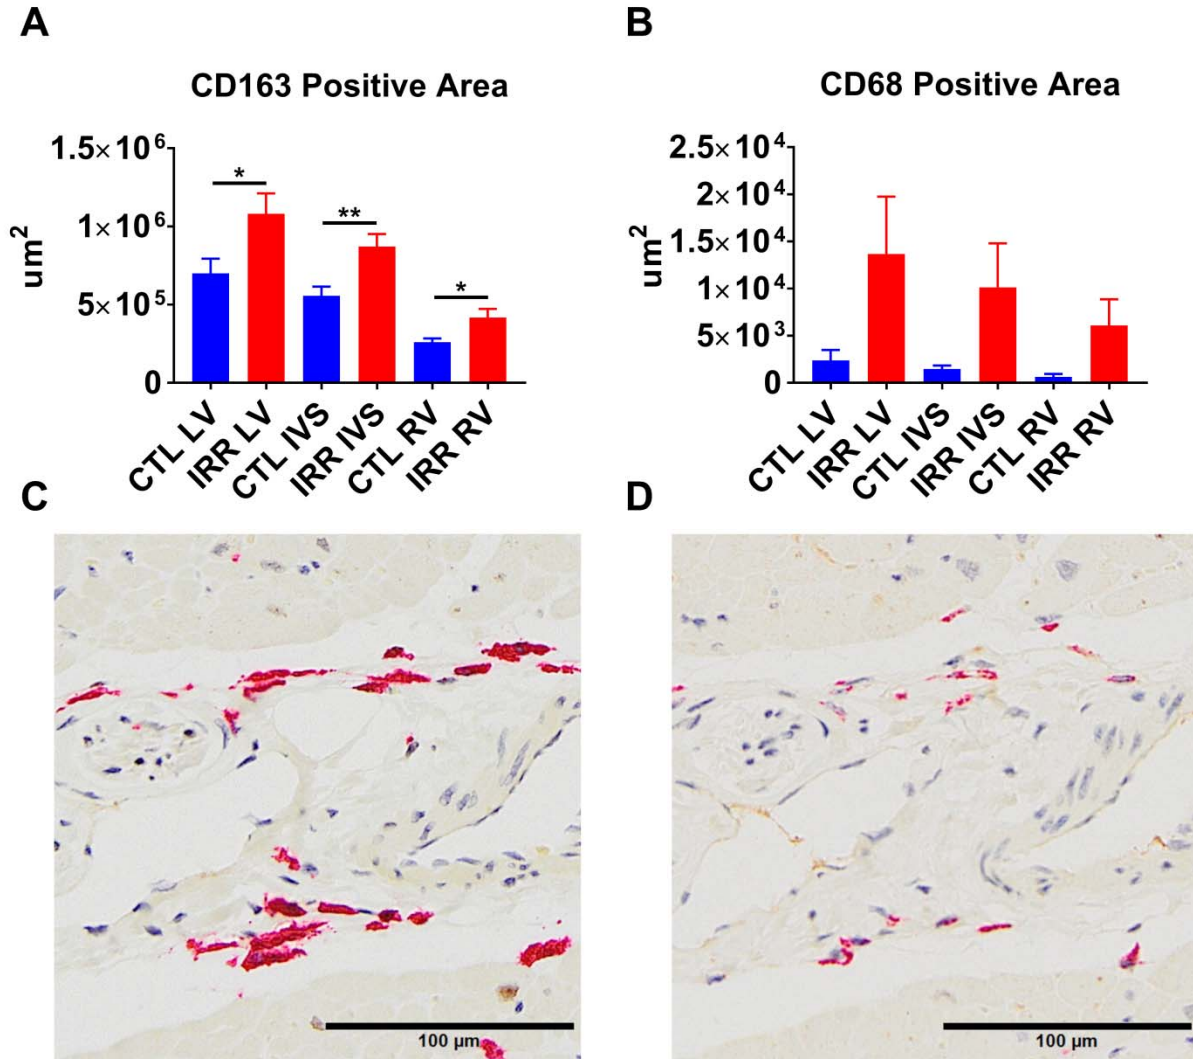 A
CD163 Positive Area
um²
1.5×10⁶
1×10⁶
5×10⁵
0
*
**
*
CTL LV
IRR LV
CTL IVS
IRR IVS
CTL RV
IRR RV
B
CD68 Positive Area
um²
2.5×10⁴
2×10⁴
1.5×10⁴
1×10⁴
5×10³
0
CTL LV
IRR LV
CTL IVS
IRR IVS
CTL RV
IRR RV
C
100 µm
D
100 µm